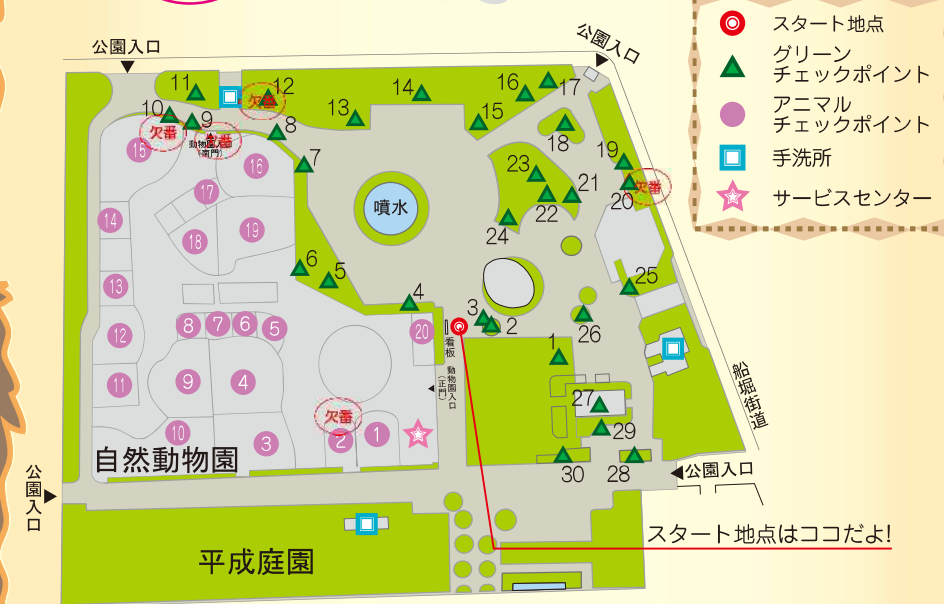 スタート地点
グリーン
チェックポイント
アニマル
チェックポイント
手洗所
サービスセンター
公園入口
公園入口
11
12
欠番
14
16
17
10
欠番
9
欠番
8
13
15
18
動物園入口
(南門)
15
16
7
23
19
20
欠番
21
22
24
17
14
18
19
噴水
6
5
25
13
4
3
2
26
8
7
6
5
20
12
看板
1
動物園入口
(正門)
11
9
4
27
船堀街道
欠番
10
3
2
1
29
自然動物園
30
28
公園入口
公園入口
スタート地点はココだよ!
平成庭園